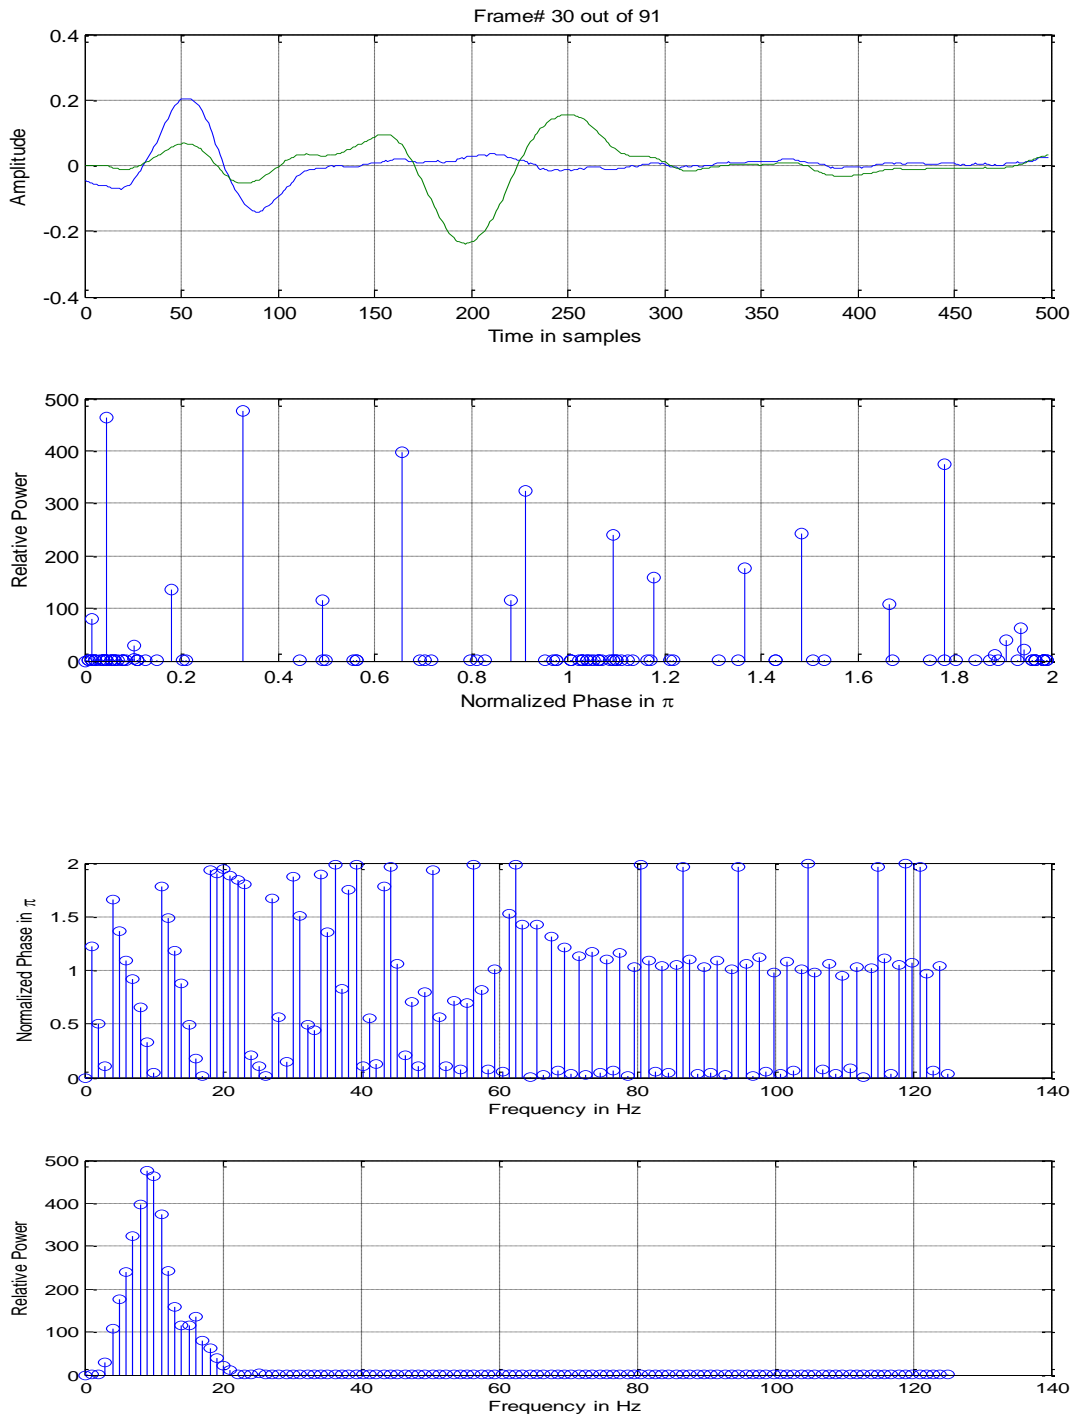 Frame# 30 out of 91
Amplitude
0.4
0.2
0
-0.2
-0.4
0 50 100 150 200 250 300 350 400 450 500
Time in samples
Relative Power
500
400
300
200
100
0
0 0.2 0.4 0.6 0.8 1 1.2 1.4 1.6 1.8 2
Normalized Phase in π
Normalized Phase in π
2
1.5
1
0.5
0
0 20 40 60 80 100 120 140
Frequency in Hz
Relative Power
500
400
300
200
100
0
0 20 40 60 80 100 120 140
Frequency in Hz